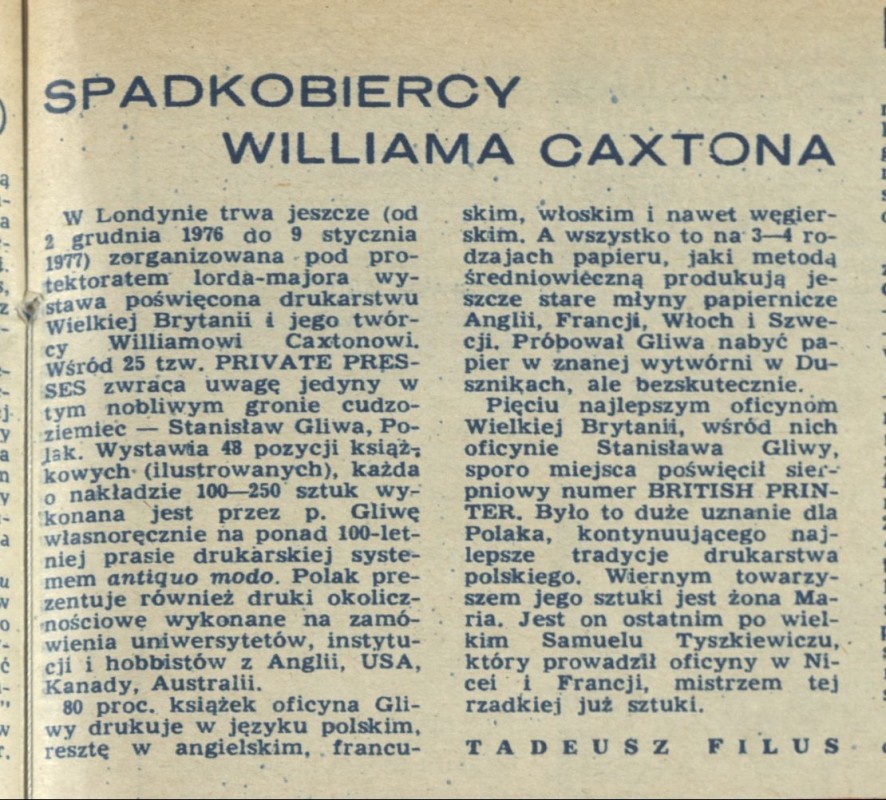 SPADKOBIERCY
WILLIAMA CAXTONA
W Londynie trwa jeszcze (od
2 grudnia 1976 do 9 stycznia
1977) zorganizowana pod pro-
tektoratem lorda-majora wy-
stawa poświęcona drukarstwu
Wielkiej Brytanii i jego twór-
cy Williamowi Caxtonowi.
Wśród 25 tzw. PRIVATE PRES-
SES zwraca uwagę jedyny w
tym nobliwym gronie cudzo-
ziemiec — Stanisław Gliwa, Po-
lak. Wystawia 48 pozycji książ-
kowych (ilustrowanych), każda
o nakładzie 100—250 sztuk wy-
konana jest przez p. Gliwę
własnoręcznie na ponad 100-let-
niej prasie drukarskiej syste-
mem antiquo modo. Polak pre-
zentuje również druki okolicz-
nościowe wykonane na zamó-
wienia uniwersytetów, instytu-
cji i hobbistów z Anglii, USA,
Kanady, Australii.
80 proc. książek oficyna Gli-
wy drukuje w języku polskim,
resztę w angielskim, francu-
skim, włoskim i nawet węgier-
skim. A wszystko to na 3—4 ro-
dzajach papieru, jaki metodą
średniowieczną produkują je-
szcze stare młyny papiernicze
Anglii, Francji, Włoch i Szwe-
cji. Próbował Gliwa nabyć pa-
pier w znanej wytwórni w Du-
sznikach, ale bezskutecznie.
Pięciu najlepszym oficynom
Wielkiej Brytanii, wśród nich
oficynie Stanisława Gliwy,
sporo miejsca poświęcił sier-
pniowy numer BRITISH PRIN-
TER. Było to duże uznanie dla
Polaka, kontynuującego naj-
lepsze tradycje drukarstwa
polskiego. Wiernym towarzy-
szem jego sztuki jest żona Ma-
ria. Jest on ostatnim po wiel-
kim Samuelu Tyszkiewiczu,
który prowadził oficyny w Ni-
cei i Francji, mistrzem tej
rzadkiej już sztuki.
TADEUSZ FILUS